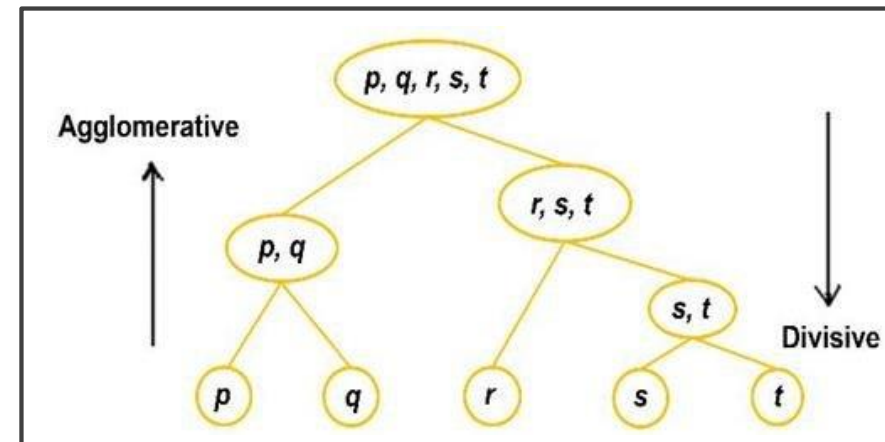 p, q, r, s, t
Agglomerative
r, s, t
p, q
s, t
Divisive
p
q
r
s
t